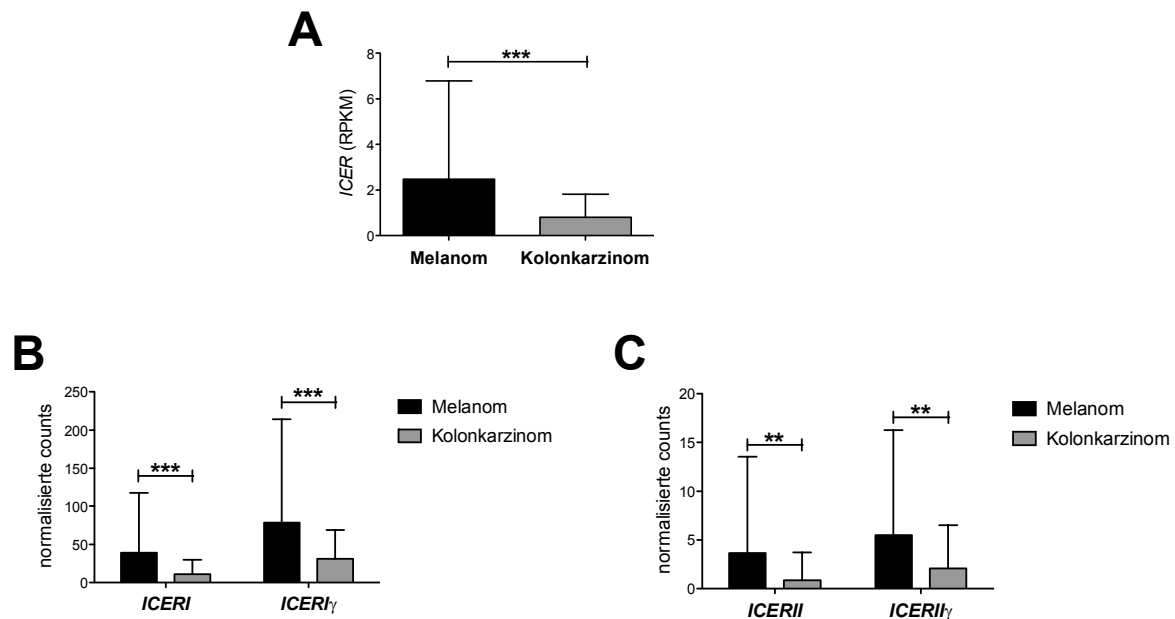 A
***
8
6
4
2
0
ICER (RPKM)
Melanom Kolonkarzinom
B
***
***
250
200
150
100
50
0
normalisierte counts
ICERI ICERIγ
Melanom
Kolonkarzinom
C
**
**
20
15
10
5
0
normalisierte counts
ICERII ICERIIγ
Melanom
Kolonkarzinom